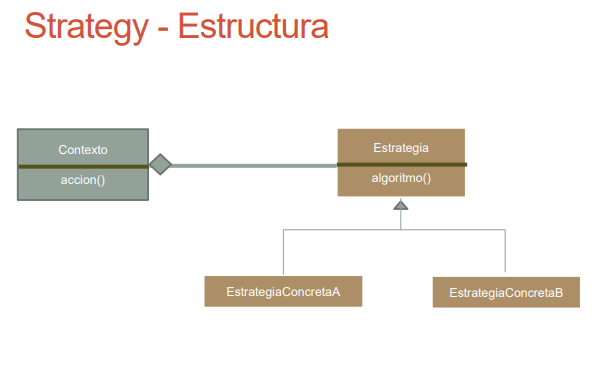 Strategy - Estructura
Contexto
accion()
Estrategia
algoritmo()
EstrategiaConcretaA
EstrategiaConcretaB